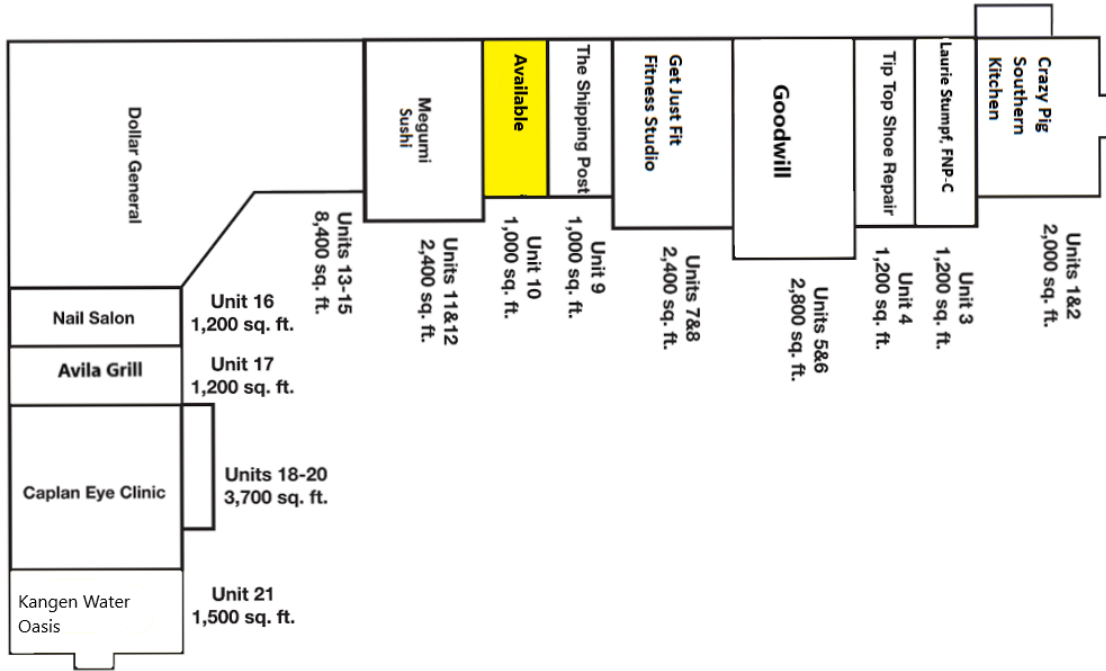 Dollar General
Megumi
Sushi
Available
The Shipping Post
Get Just Fit
Fitness Studio
Goodwill
Tip Top Shoe Repair
Laurie Stumpf, FNP-C
Crazy Pig
Southern
Kitchen
Units 13-15
8,400 sq. ft.
Units 11&12
2,400 sq. ft.
Unit 10
1,000 sq. ft.
Unit 9
1,000 sq. ft.
Units 7&8
2,400 sq. ft.
Units 5&6
2,800 sq. ft.
Unit 4
1,200 sq. ft.
Unit 3
1,200 sq. ft.
Units 1&2
2,000 sq. ft.
Nail Salon
Unit 16
1,200 sq. ft.
Avila Grill
Unit 17
1,200 sq. ft.
Caplan Eye Clinic
Units 18-20
3,700 sq. ft.
Kangen Water
Oasis
Unit 21
1,500 sq. ft.